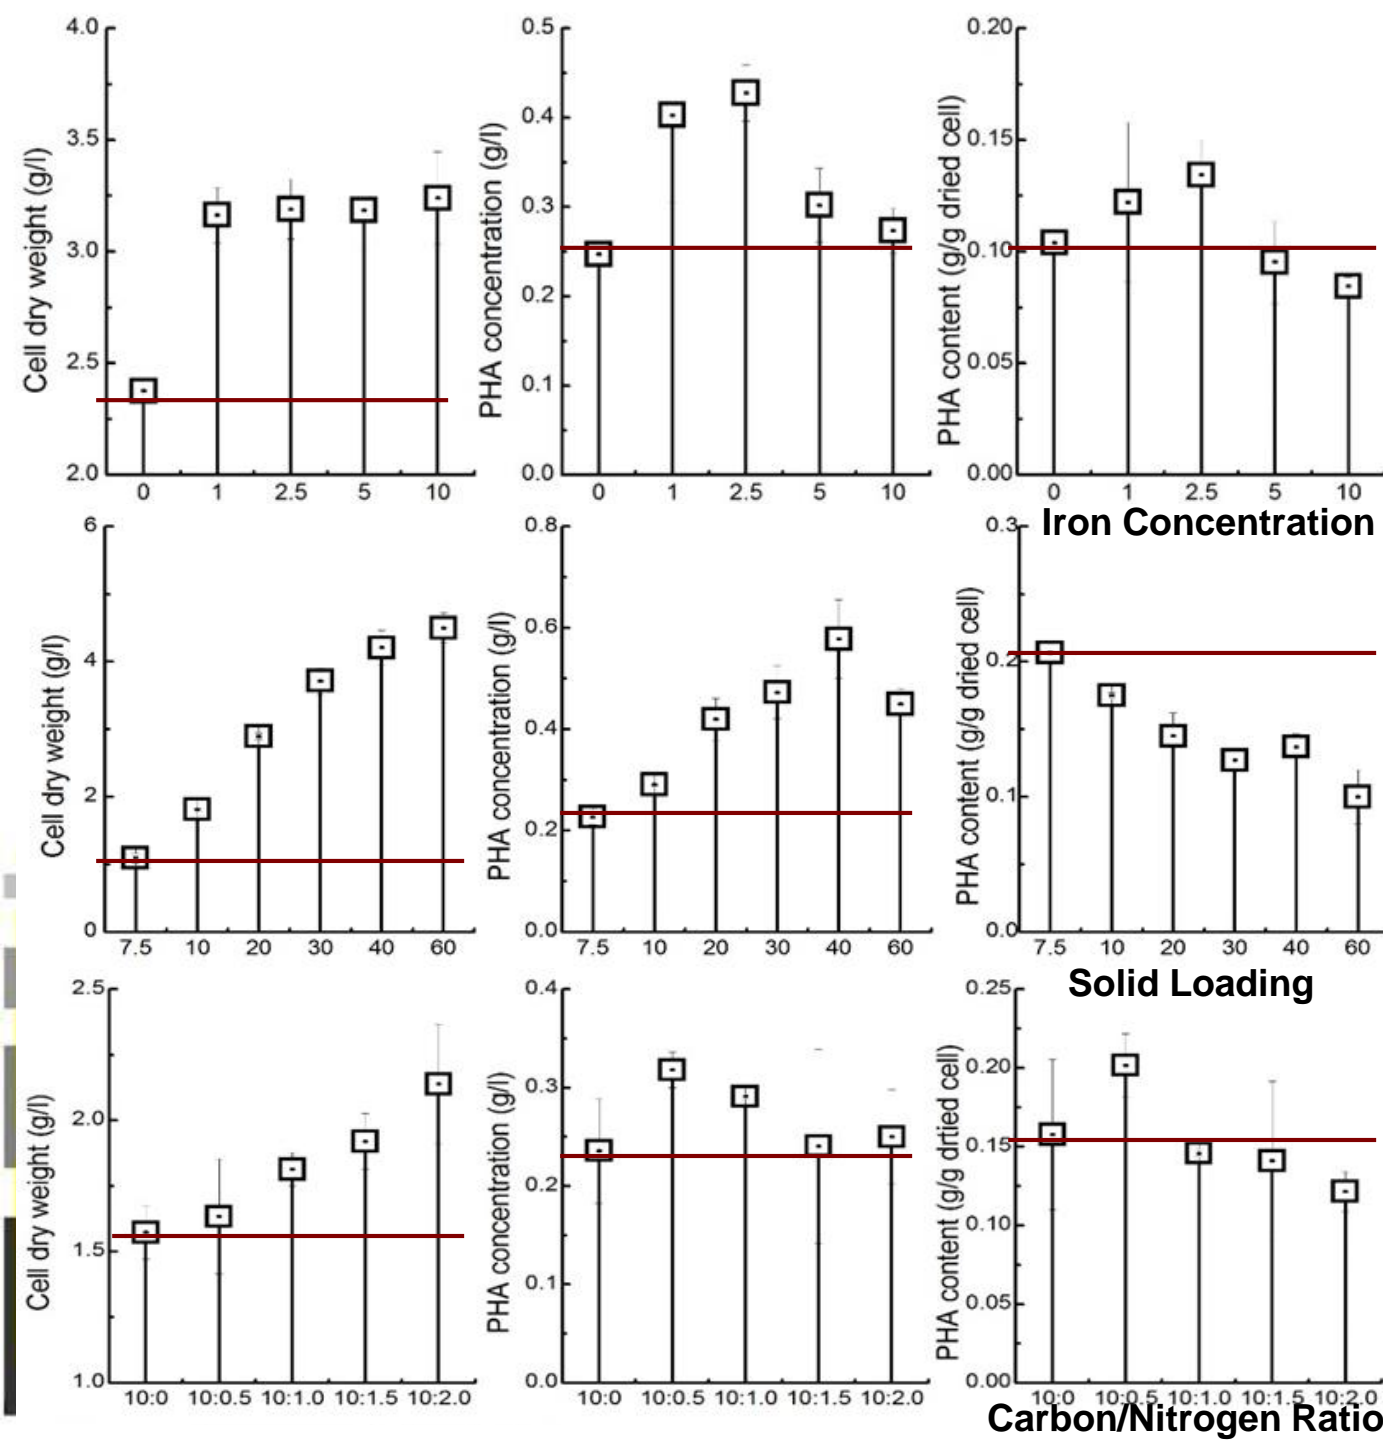 4.0
3.5
3.0
2.5
2.0
Cell dry weight (g/l)
0 1 2.5 5 10
0.5
0.4
0.3
0.2
0.1
0.0
PHA concentration (g/l)
0 1 2.5 5 10
0.20
0.15
0.10
0.05
0.00
PHA content (g/g dried cell)
0 1 2.5 5 10
Iron Concentration
6
4
2
0
Cell dry weight (g/l)
7.5 10 20 30 40 60
0.8
0.6
0.4
0.2
0.0
PHA concentration (g/l)
7.5 10 20 30 40 60
0.3
0.2
0.1
0.0
PHA content (g/g dried cell)
7.5 10 20 30 40 60
Solid Loading
2.5
2.0
1.5
1.0
Cell dry weight (g/l)
10:0 10:0.5 10:1.0 10:1.5 10:2.0
0.4
0.3
0.2
0.1
0.0
PHA concentration (g/l)
10:0 10:0.5 10:1.0 10:1.5 10:2.0
0.25
0.20
0.15
0.10
0.05
0.00
PHA content (g/g drtied cell)
10:0 10:0.5 10:1.0 10:1.5 10:2.0
Carbon/Nitrogen Ratio